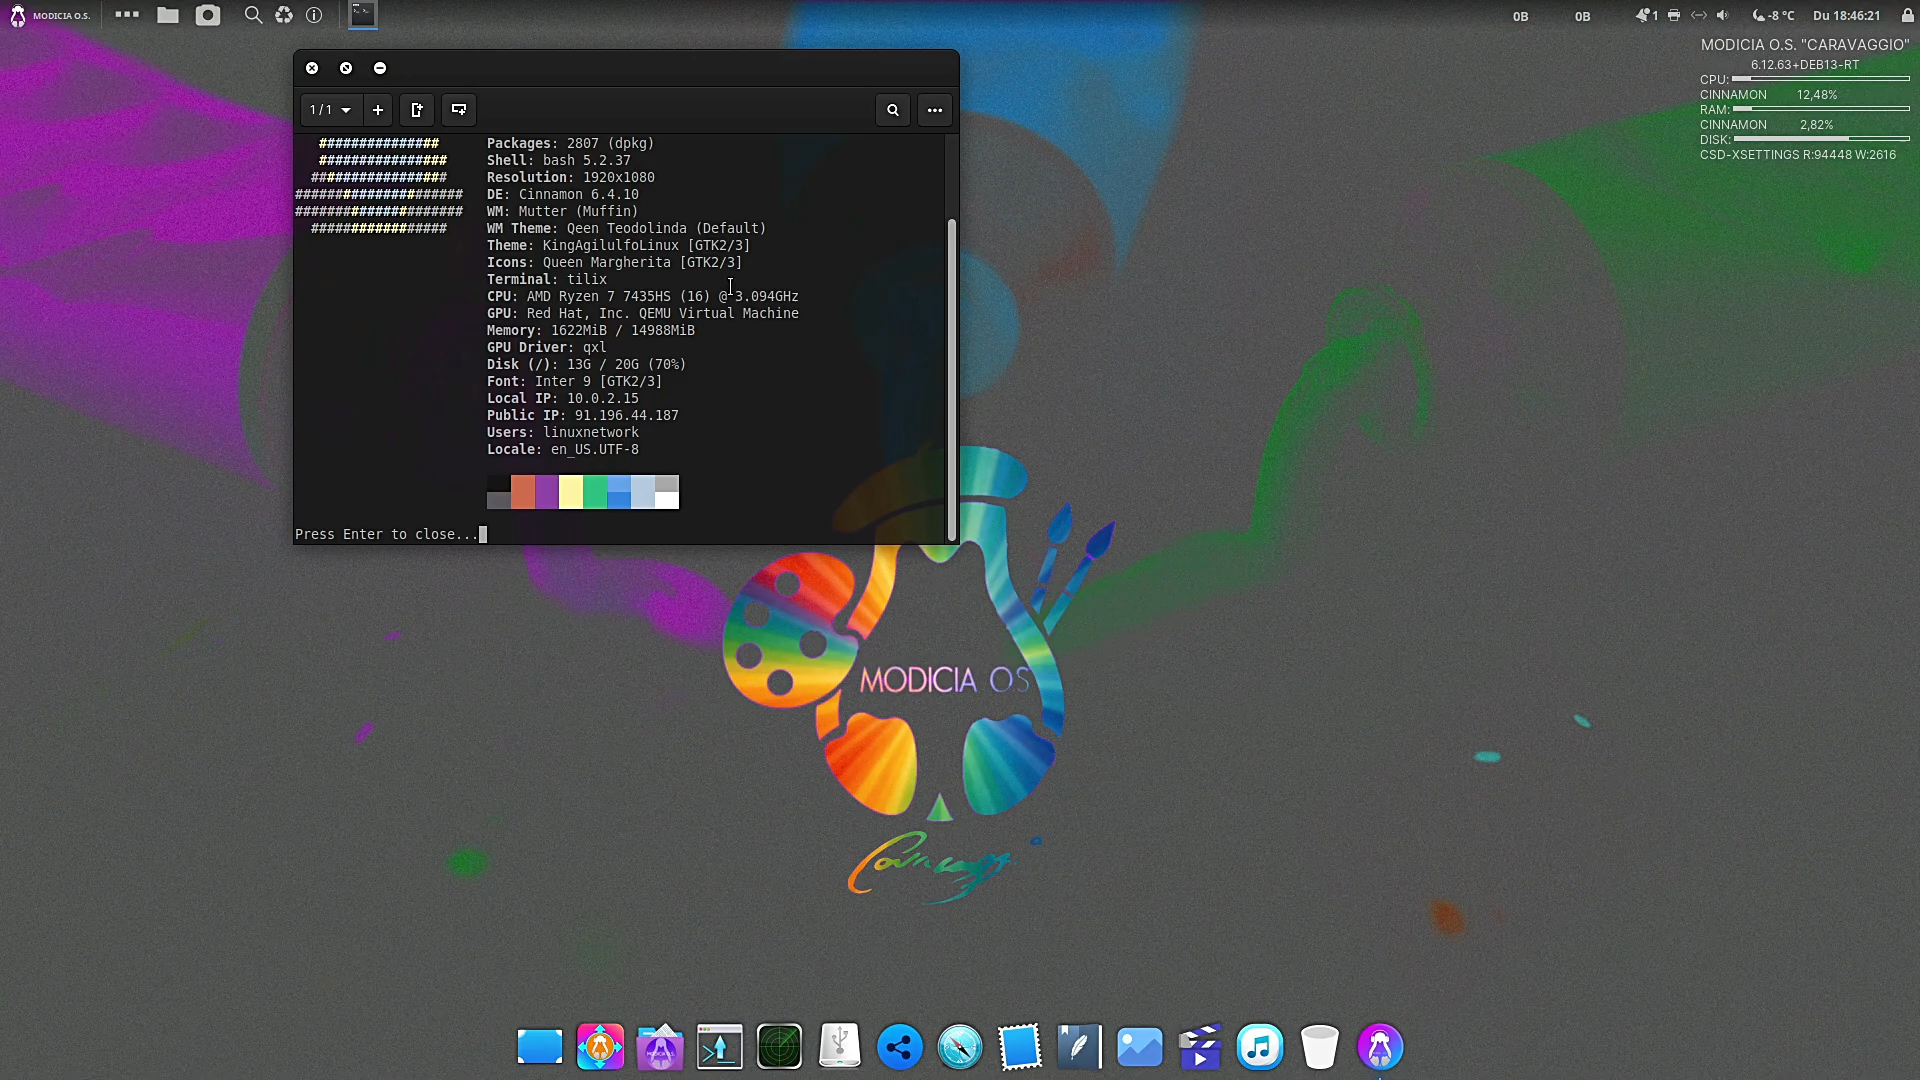 MODICIA O.S.
0B
0B
1
-8 °C
Du 18:46:21
MODICIA O.S. "CARAVAGGIO"
6.12.63+DEB13-RT
CPU:
CINNAMON 12,48%
RAM:
CINNAMON 2,82%
DISK:
CSD-XSETTINGS R:94448 W:2616
1 / 1
############## Packages: 2807 (dpkg)
################ Shell: bash 5.2.37
################# Resolution: 1920x1080
##################### DE: Cinnamon 6.4.10
##################### WM: Mutter (Muffin)
################# WM Theme: Qeen Teodolinda (Default)
Theme: KingAgilulfoLinux [GTK2/3]
Icons: Queen Margherita [GTK2/3]
Terminal: tilix
CPU: AMD Ryzen 7 7435HS (16) @ 3.094GHz
GPU: Red Hat, Inc. QEMU Virtual Machine
Memory: 1622MiB / 14988MiB
GPU Driver: qxl
Disk (/): 13G / 20G (70%)
Font: Inter 9 [GTK2/3]
Local IP: 10.0.2.15
Public IP: 91.196.44.187
Users: linuxnetwork
Locale: en_US.UTF-8
Press Enter to close...
MODICIA O.S
MODICIA O.S.